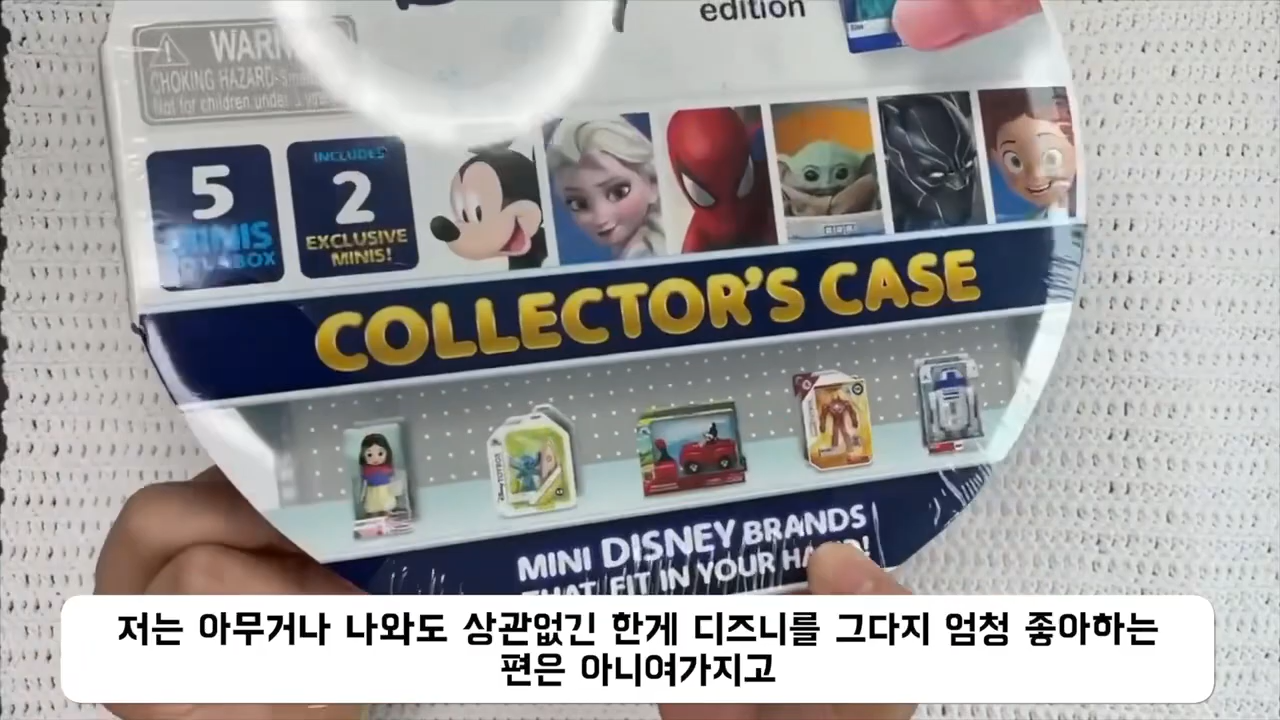 edition
WARN
CHOKING HAZARD-Small
Not for children under 3 years
5
MINIS
BOX
INCLUDES
2
EXCLUSIVE
MINIS!
COLLECTOR'S CASE
MINI DISNEY BRANDS
THAT FIT IN YOUR HAND!
저는 아무거나 나와도 상관없긴 한게 디즈니를 그다지 엄청 좋아하는
편은 아니여가지고